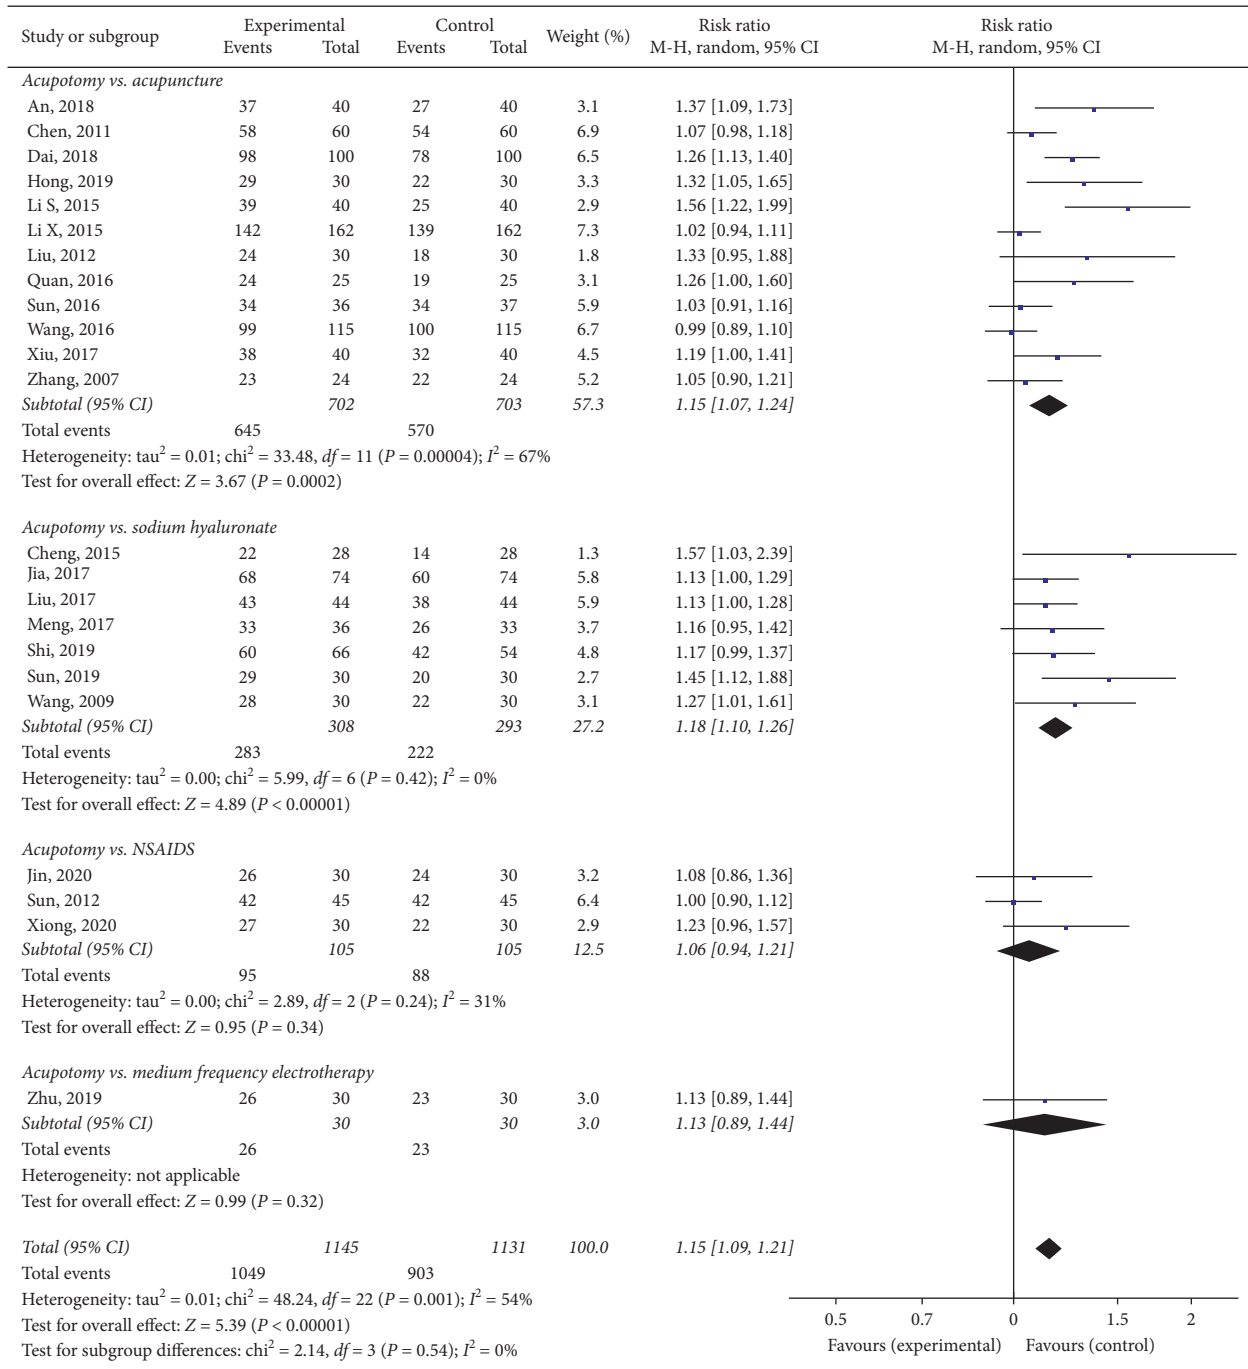 Study or subgroup Experimental Control Weight (%) Risk ratio Risk ratio
Events Total Events Total M-H, random, 95% CI M-H, random, 95% CI
Acupotomy vs. acupuncture
An, 2018 37 40 27 40 3.1 1.37 [1.09, 1.73]
Chen, 2011 58 60 54 60 6.9 1.07 [0.98, 1.18]
Dai, 2018 98 100 78 100 6.5 1.26 [1.13, 1.40]
Hong, 2019 29 30 22 30 3.3 1.32 [1.05, 1.65]
Li S, 2015 39 40 25 40 2.9 1.56 [1.22, 1.99]
Li X, 2015 142 162 139 162 7.3 1.02 [0.94, 1.11]
Liu, 2012 24 30 18 30 1.8 1.33 [0.95, 1.88]
Quan, 2016 24 25 19 25 3.1 1.26 [1.00, 1.60]
Sun, 2016 34 36 34 37 5.9 1.03 [0.91, 1.16]
Wang, 2016 99 115 100 115 6.7 0.99 [0.89, 1.10]
Xiu, 2017 38 40 32 40 4.5 1.19 [1.00, 1.41]
Zhang, 2007 23 24 22 24 5.2 1.05 [0.90, 1.21]
Subtotal (95% CI) 702 703 57.3 1.15 [1.07, 1.24]
Total events 645 570
Heterogeneity: tau² = 0.01; chi² = 33.48, df = 11 (P = 0.00004); I² = 67%
Test for overall effect: Z = 3.67 (P = 0.0002)
Acupotomy vs. sodium hyaluronate
Cheng, 2015 22 28 14 28 1.3 1.57 [1.03, 2.39]
Jia, 2017 68 74 60 74 5.8 1.13 [1.00, 1.29]
Liu, 2017 43 44 38 44 5.9 1.13 [1.00, 1.28]
Meng, 2017 33 36 26 33 3.7 1.16 [0.95, 1.42]
Shi, 2019 60 66 42 54 4.8 1.17 [0.99, 1.37]
Sun, 2019 29 30 20 30 2.7 1.45 [1.12, 1.88]
Wang, 2009 28 30 22 30 3.1 1.27 [1.01, 1.61]
Subtotal (95% CI) 308 293 27.2 1.18 [1.10, 1.26]
Total events 283 222
Heterogeneity: tau² = 0.00; chi² = 5.99, df = 6 (P = 0.42); I² = 0%
Test for overall effect: Z = 4.89 (P < 0.00001)
Acupotomy vs. NSAIDS
Jin, 2020 26 30 24 30 3.2 1.08 [0.86, 1.36]
Sun, 2012 42 45 42 45 6.4 1.00 [0.90, 1.12]
Xiong, 2020 27 30 22 30 2.9 1.23 [0.96, 1.57]
Subtotal (95% CI) 105 105 12.5 1.06 [0.94, 1.21]
Total events 95 88
Heterogeneity: tau² = 0.00; chi² = 2.89, df = 2 (P = 0.24); I² = 31%
Test for overall effect: Z = 0.95 (P = 0.34)
Acupotomy vs. medium frequency electrotherapy
Zhu, 2019 26 30 23 30 3.0 1.13 [0.89, 1.44]
Subtotal (95% CI) 30 30 3.0 1.13 [0.89, 1.44]
Total events 26 23
Heterogeneity: not applicable
Test for overall effect: Z = 0.99 (P = 0.32)
Total (95% CI) 1145 1131 100.0 1.15 [1.09, 1.21]
Total events 1049 903
Heterogeneity: tau² = 0.01; chi² = 48.24, df = 22 (P = 0.001); I² = 54%
Test for overall effect: Z = 5.39 (P < 0.00001)
Test for subgroup differences: chi² = 2.14, df = 3 (P = 0.54); I² = 0%
0.5 0.7 0 1.5 2
Favours (experimental) Favours (control)